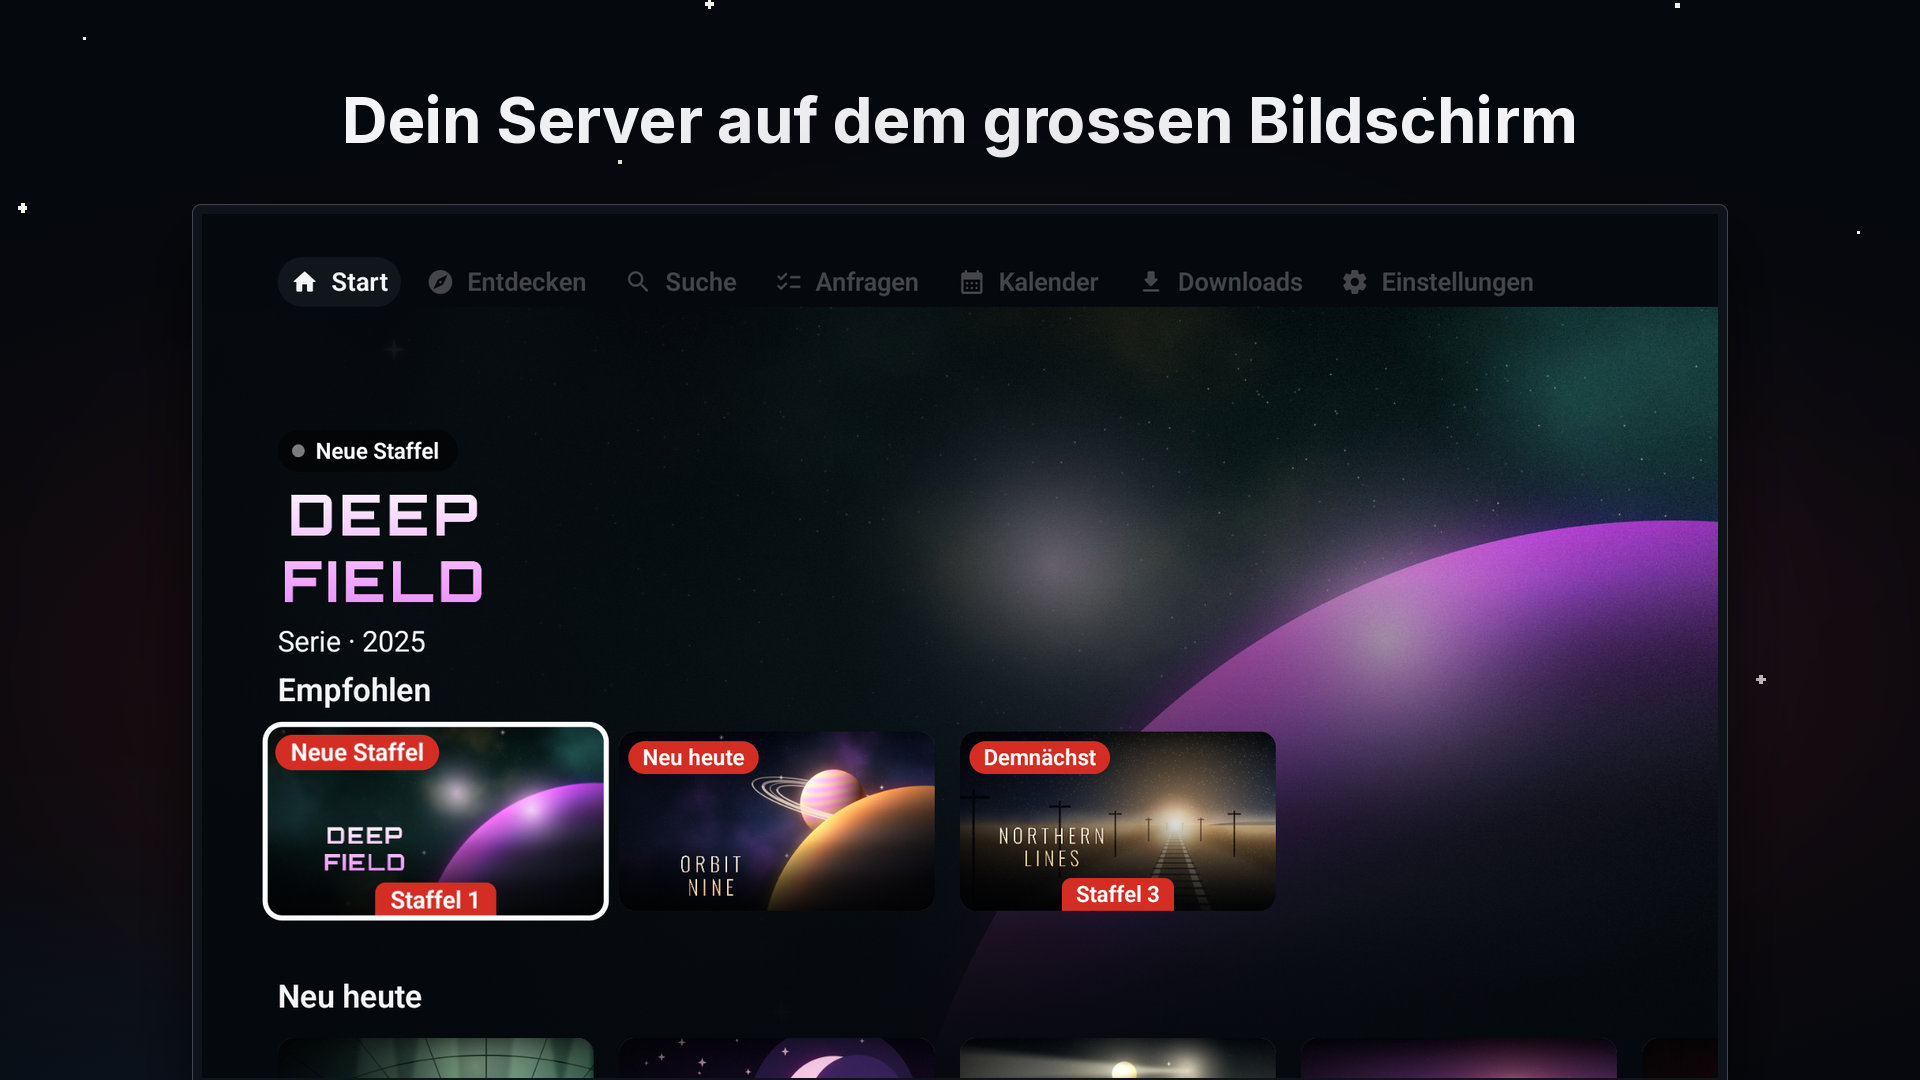 Dein Server auf dem grossen Bildschirm
Start Entdecken Suche Anfragen Kalender Downloads Einstellungen
Neue Staffel
DEEP
FIELD
Serie · 2025
Empfohlen
Neue Staffel
DEEP
FIELD
Staffel 1
Neu heute
ORBIT
NINE
Demnächst
NORTHERN
LINES
Staffel 3
Neu heute